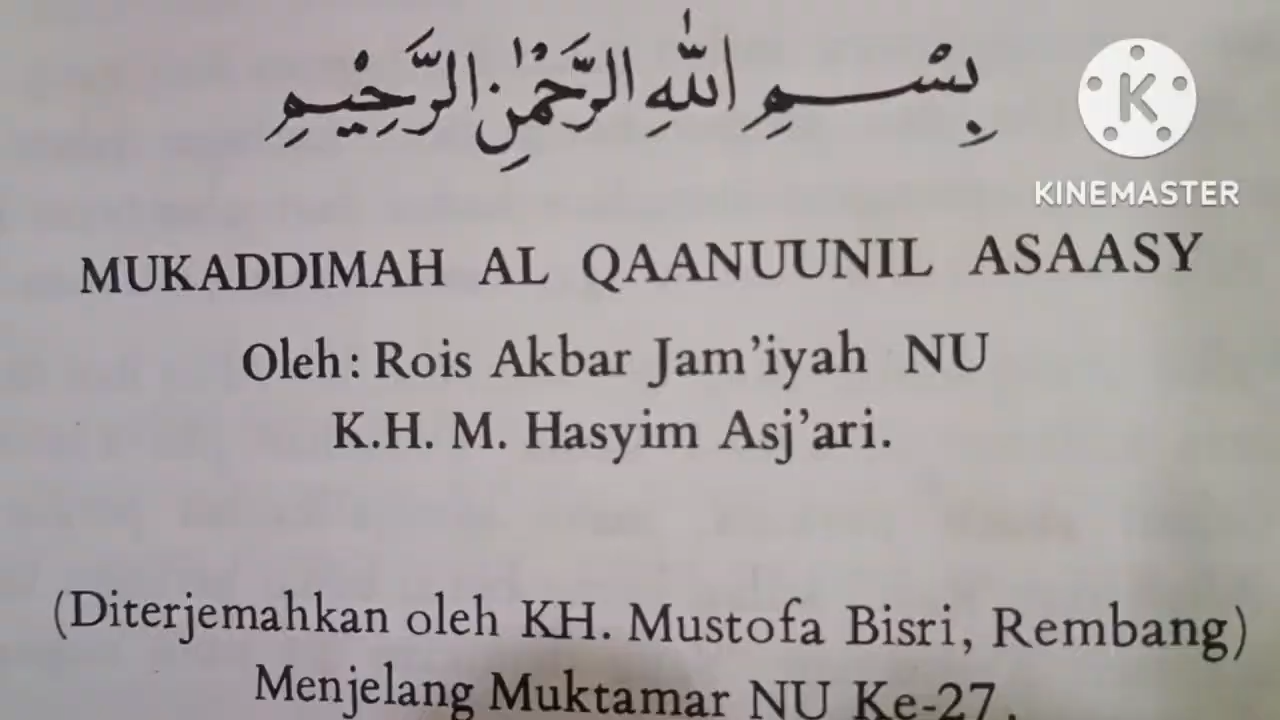 بِسْمِ اللّٰهِ الرَّحْمٰنِ الرَّحِيْمِ
K
KINEMASTER
MUKADDIMAH AL QAANUUNIL ASAASY
Oleh: Rois Akbar Jam'iyah NU
K.H. M. Hasyim Asj'ari.
(Diterjemahkan oleh KH. Mustofa Bisri, Rembang)
Menjelang Muktamar NU Ke-27.